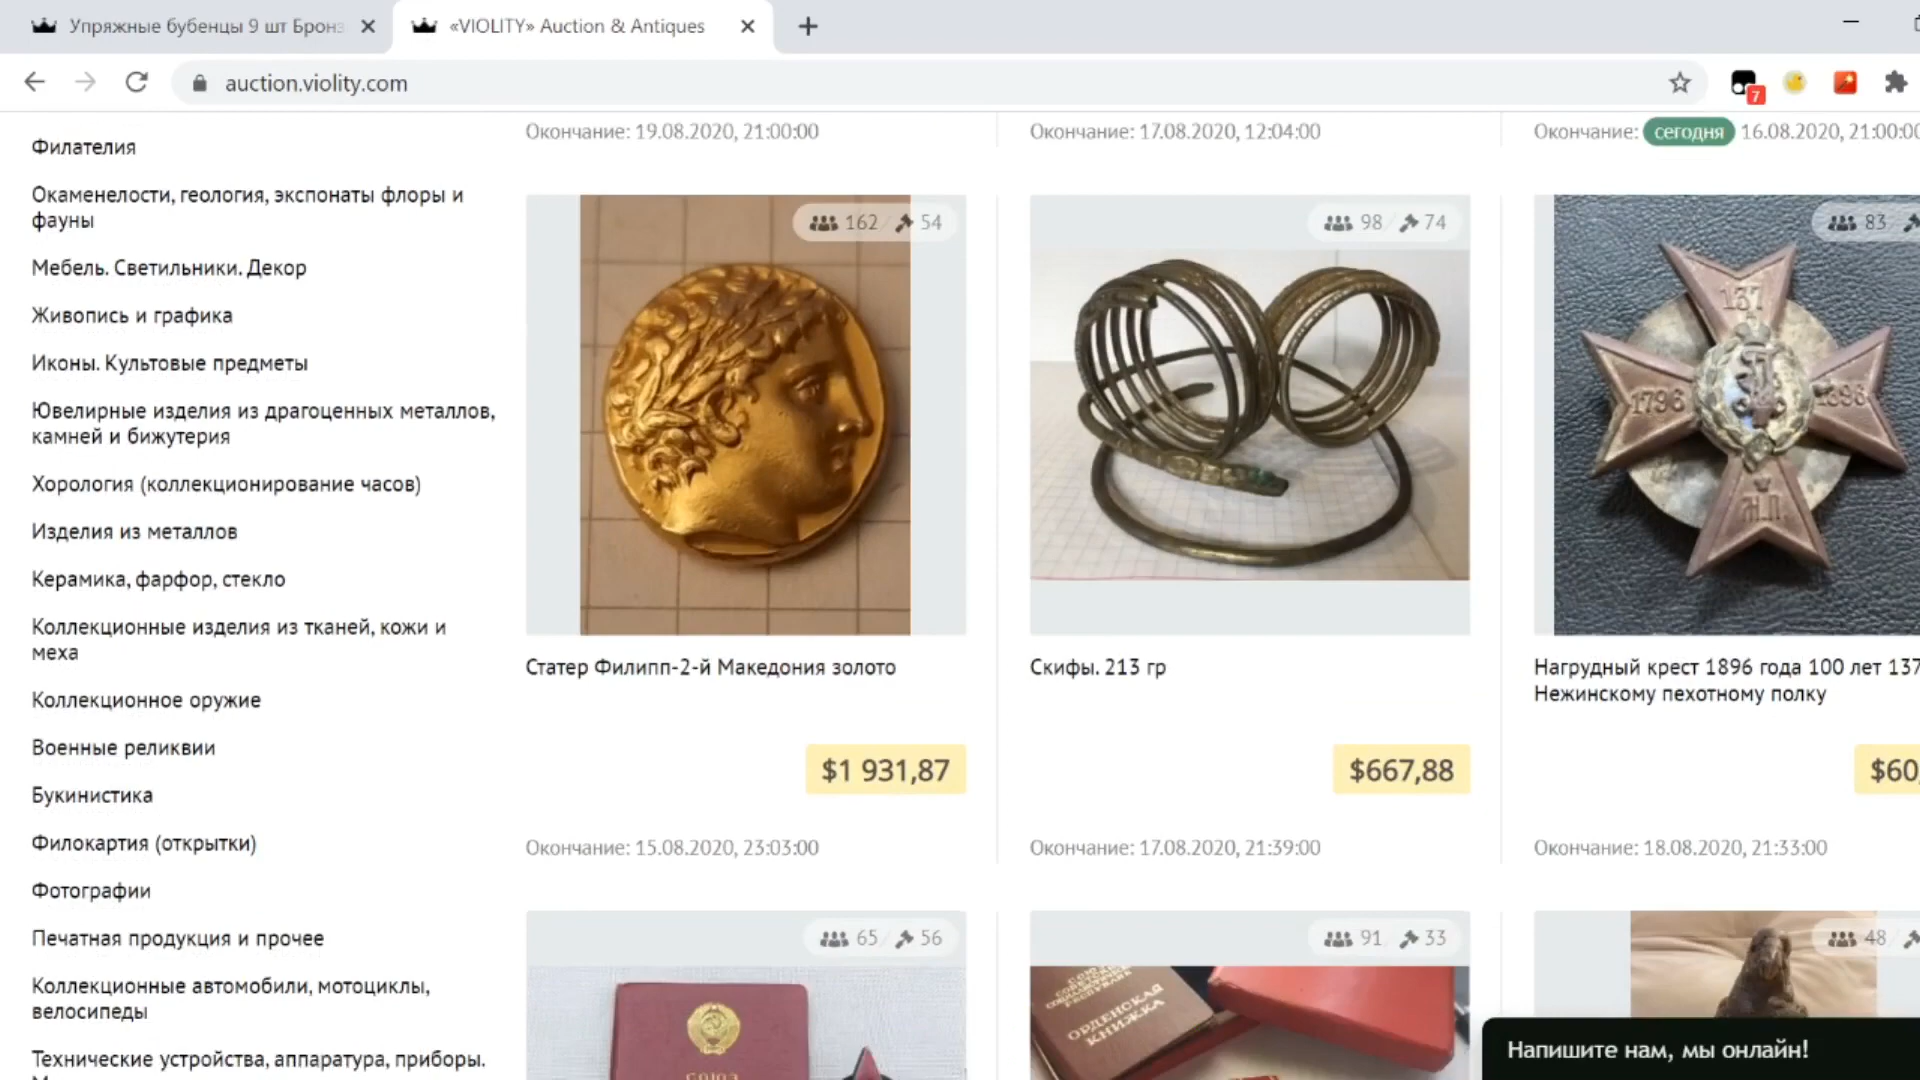 Упряжные бубенцы 9 шт Брон
«VIOLITY» Auction & Antiques
auction.violity.com
7
Филателия
Окаменелости, геология, экспонаты флоры и
фауны
Мебель. Светильники. Декор
Живопись и графика
Иконы. Культовые предметы
Ювелирные изделия из драгоценных металлов,
камней и бижутерия
Хорология (коллекционирование часов)
Изделия из металлов
Керамика, фарфор, стекло
Коллекционные изделия из тканей, кожи и
меха
Коллекционное оружие
Военные реликвии
Букинистика
Филокартия (открытки)
Фотографии
Печатная продукция и прочее
Коллекционные автомобили, мотоциклы,
велосипеды
Технические устройства, аппаратура, приборы.
Окончание: 19.08.2020, 21:00:00
Окончание: 17.08.2020, 12:04:00
Окончание: сегодня 16.08.2020, 21:00:00
162 / 54
Статер Филипп-2-й Македония золото
$1 931,87
Окончание: 15.08.2020, 23:03:00
98 / 74
Скифы. 213 гр
$667,88
Окончание: 17.08.2020, 21:39:00
83
137
1796
1896
Н.П.
Нагрудный крест 1896 года 100 лет 137
Нежинскому пехотному полку
$60,
Окончание: 18.08.2020, 21:33:00
65 / 56
91 / 33
ОРДЕНСКАЯ
КНИЖКА
48
Напишите нам, мы онлайн!